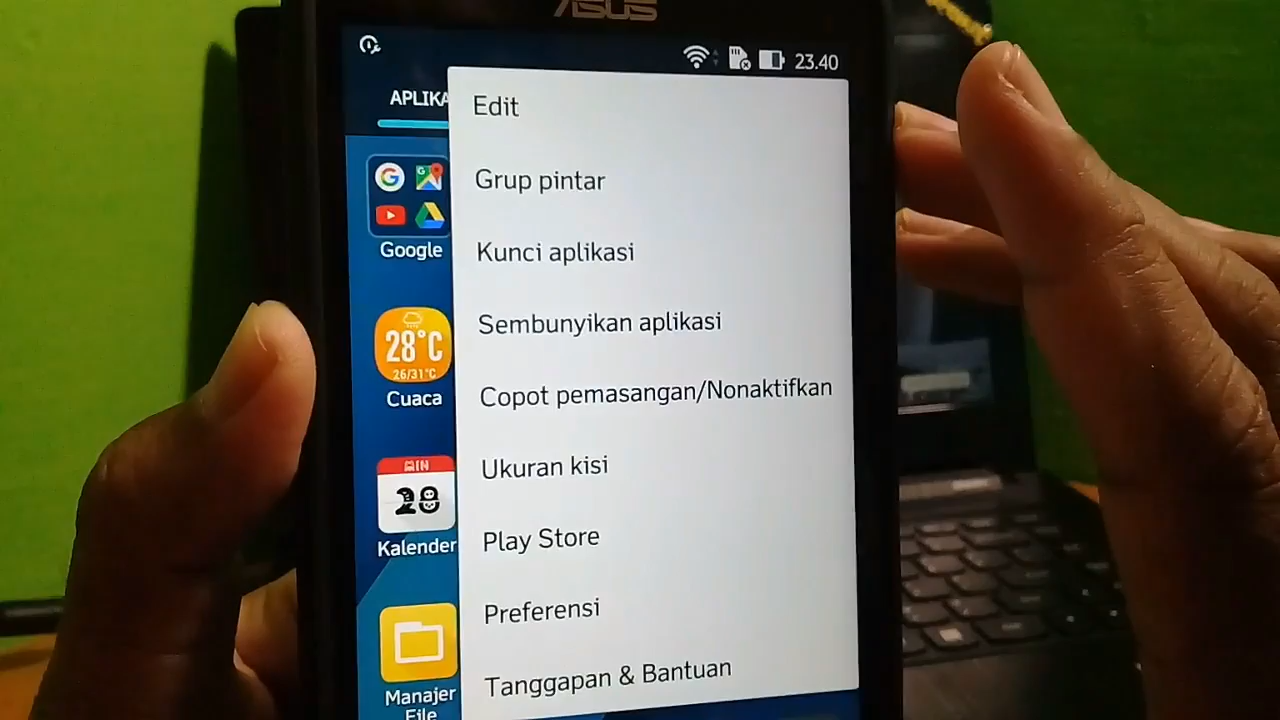 ASUS
23.40
APLIKA
Edit
Grup pintar
Google
Kunci aplikasi
Sembunyikan aplikasi
28°C
26/31°C
Cuaca
Copot pemasangan/Nonaktifkan
MIN
28
Kalender
Ukuran kisi
Play Store
Preferensi
Manajer
File
Tanggapan & Bantuan